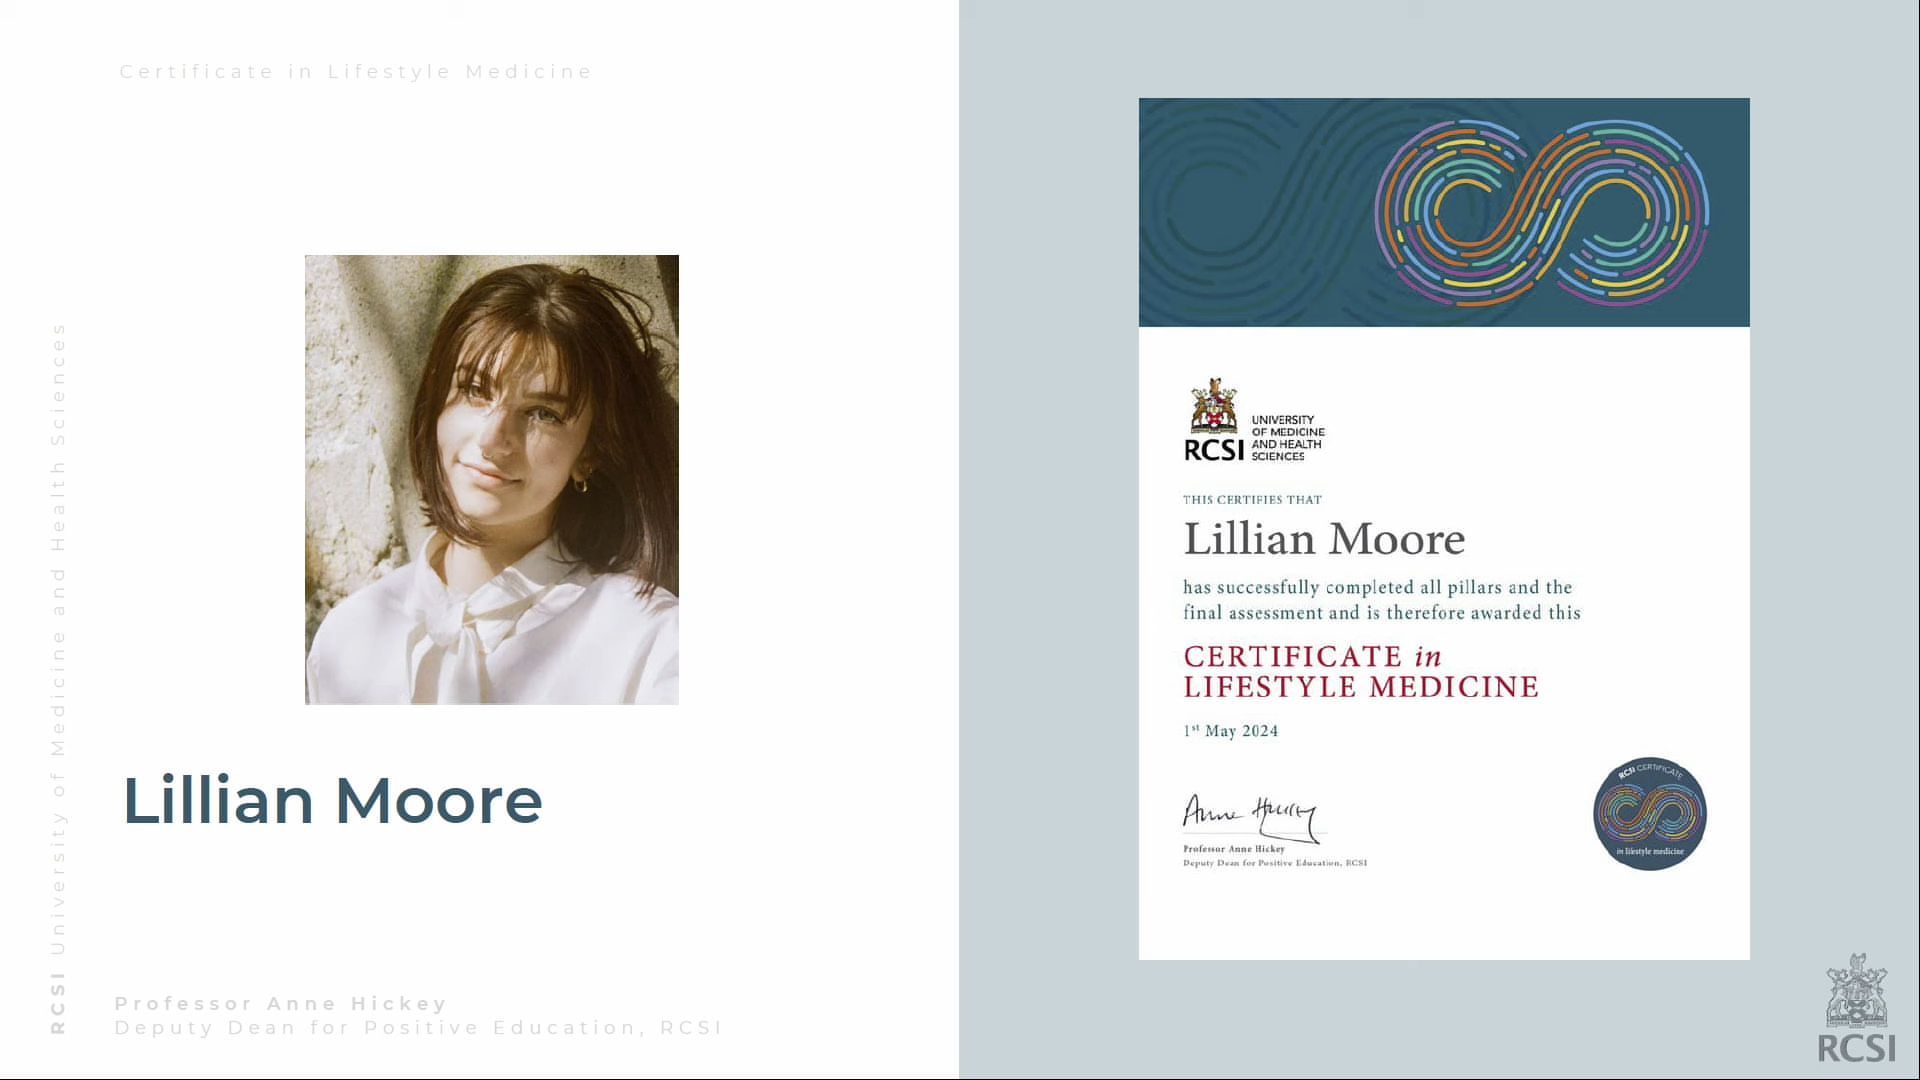 Certificate in Lifestyle Medicine
RCSI University of Medicine and Health Sciences
Lillian Moore
Professor Anne Hickey
Deputy Dean for Positive Education, RCSI
RCSI
UNIVERSITY
OF MEDICINE
AND HEALTH
SCIENCES
THIS CERTIFIES THAT
Lillian Moore
has successfully completed all pillars and the
final assessment and is therefore awarded this
CERTIFICATE in
LIFESTYLE MEDICINE
1st May 2024
Anne Hickey
Professor Anne Hickey
Deputy Dean for Positive Education, RCSI
RCSI CERTIFICATE
in lifestyle medicine
RCSI